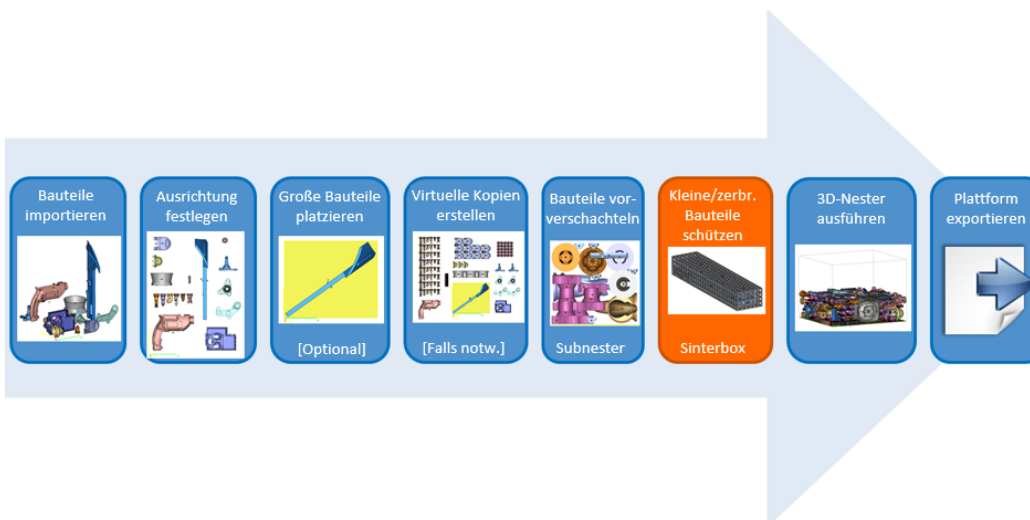 Bauteile
importieren
Ausrichtung
festlegen
Große Bauteile
platzieren
[Optional]
Virtuelle Kopien
erstellen
[Falls notw.]
Bauteile vor-
verschachteln
Subnester
Kleine/zerbr.
Bauteile
schützen
Sinterbox
3D-Nester
ausführen
Plattform
exportieren